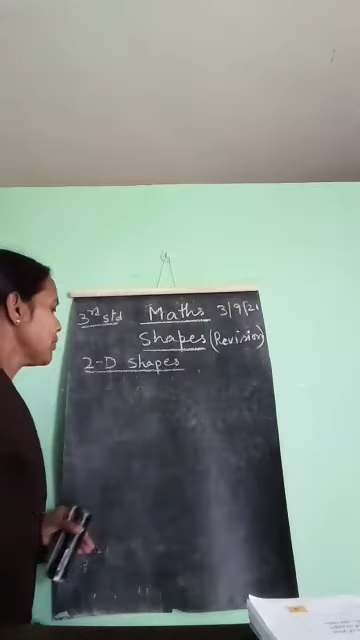 3rd std Maths 3/9/21
Shapes (Revision)
2-D shapes